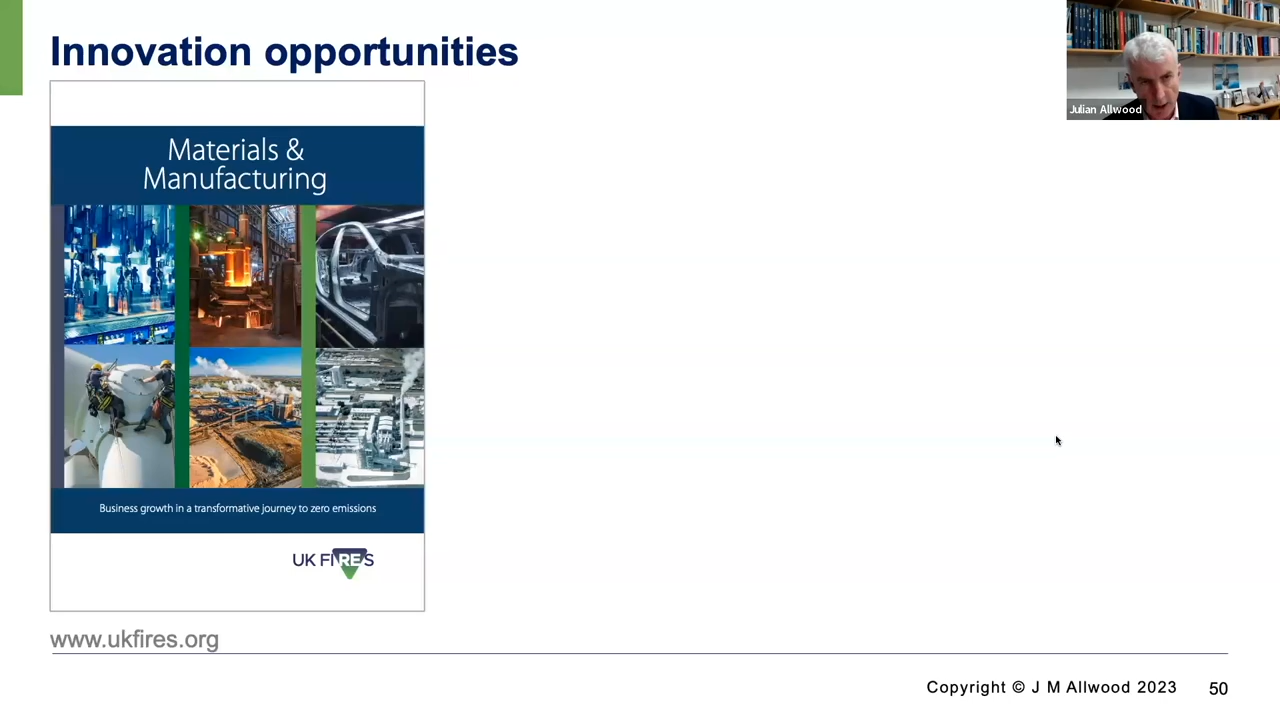 Innovation opportunities
Julian Allwood
Materials &
Manufacturing
Business growth in a transformative journey to zero emissions
UK FIRES
www.ukfires.org
Copyright © J M Allwood 2023
50